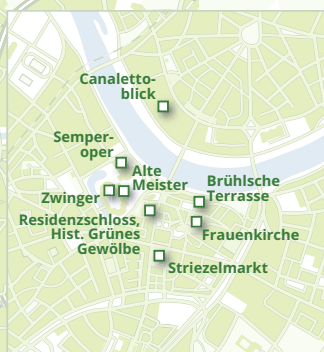 Canaletto-
blick
Semper-
oper
Alte
Meister
Zwinger
Brühlsche
Terrasse
Residenzschloss,
Hist. Grünes
Gewölbe
Frauenkirche
Striezelmarkt